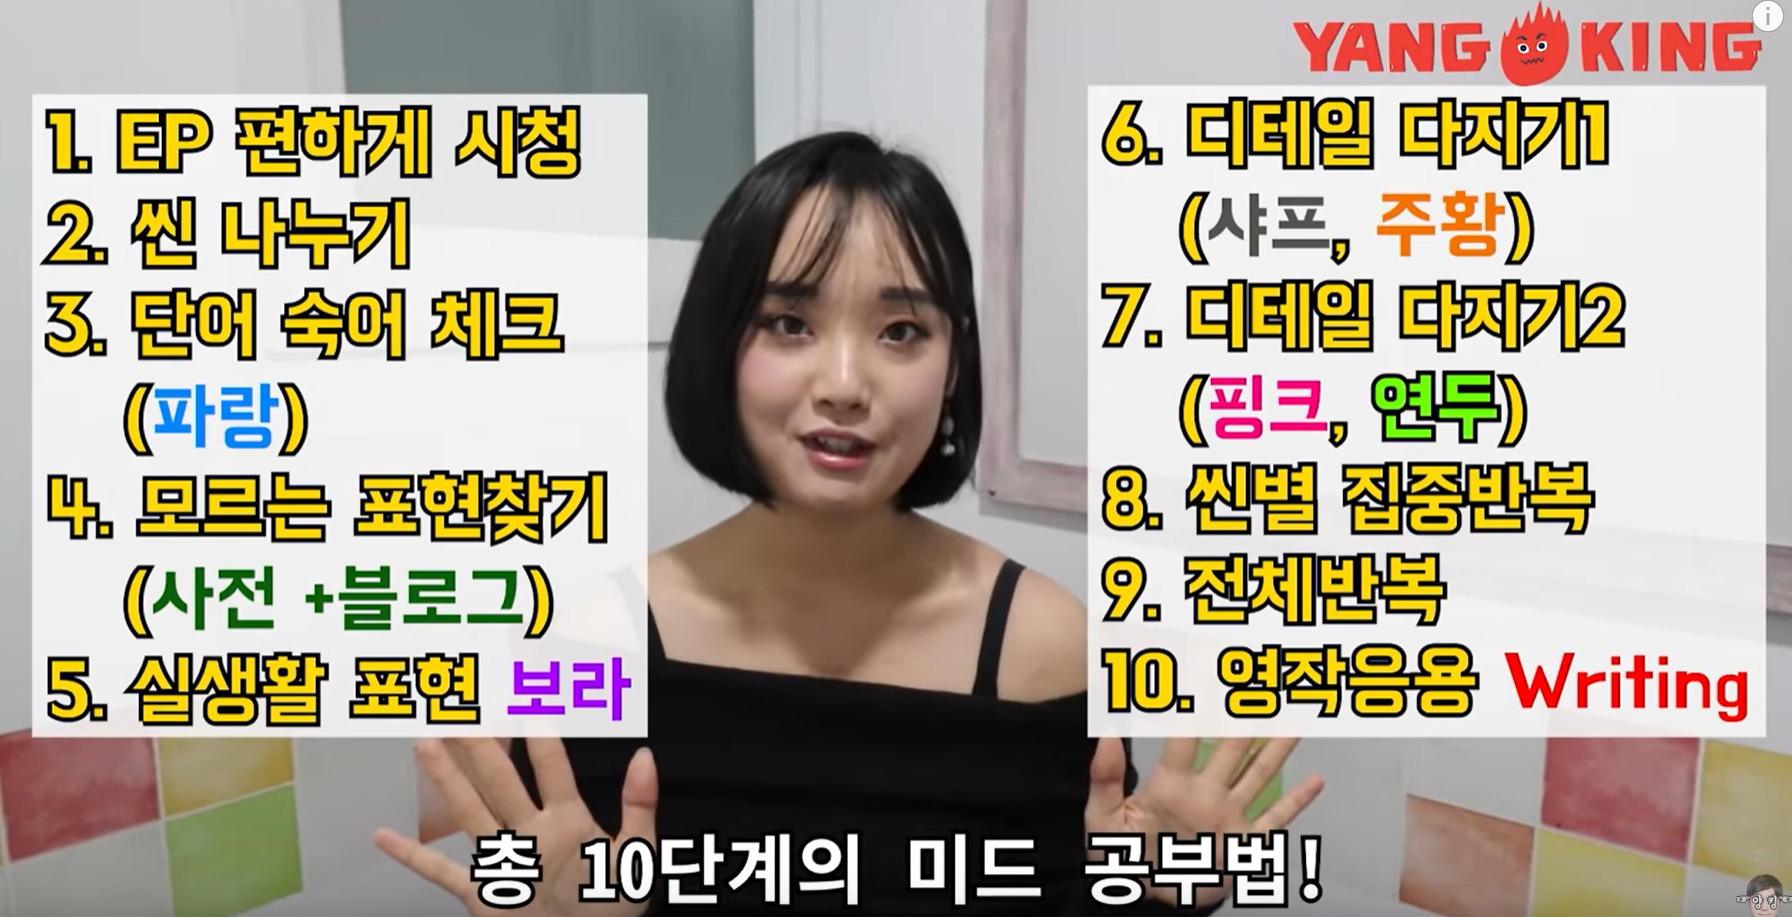 YANG KING
1. EP 편하게 시청
2. 씬 나누기
3. 단어 숙어 체크
(파랑)
4. 모르는 표현찾기
(사전 +블로그)
5. 실생활 표현 보라
6. 디테일 다지기1
(샤프, 주황)
7. 디테일 다지기2
(핑크, 연두)
8. 씬별 집중반복
9. 전체반복
10. 영작응용 Writing
총 10단계의 미드 공부법!
양킹